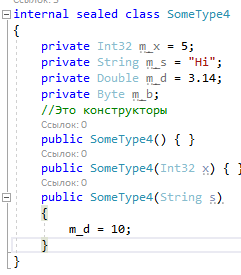 internal sealed class SomeType4
{
private Int32 m_x = 5;
private String m_s = "Hi";
private Double m_d = 3.14;
private Byte m_b;
//Это конструкторы
Ссылок: 0
public SomeType4() { }
Ссылок: 0
public SomeType4(Int32 x) { }
Ссылок: 0
public SomeType4(String s)
{
m_d = 10;
}
}